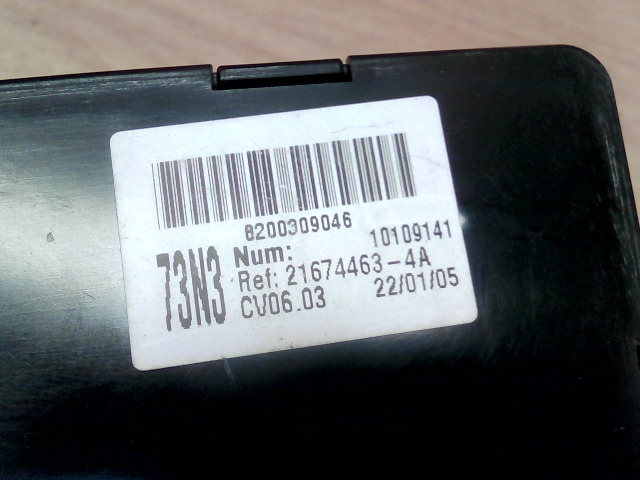 8200309046
73N3
Num: 10109141
Ref: 21674463-4A
CV06.03 22/01/05